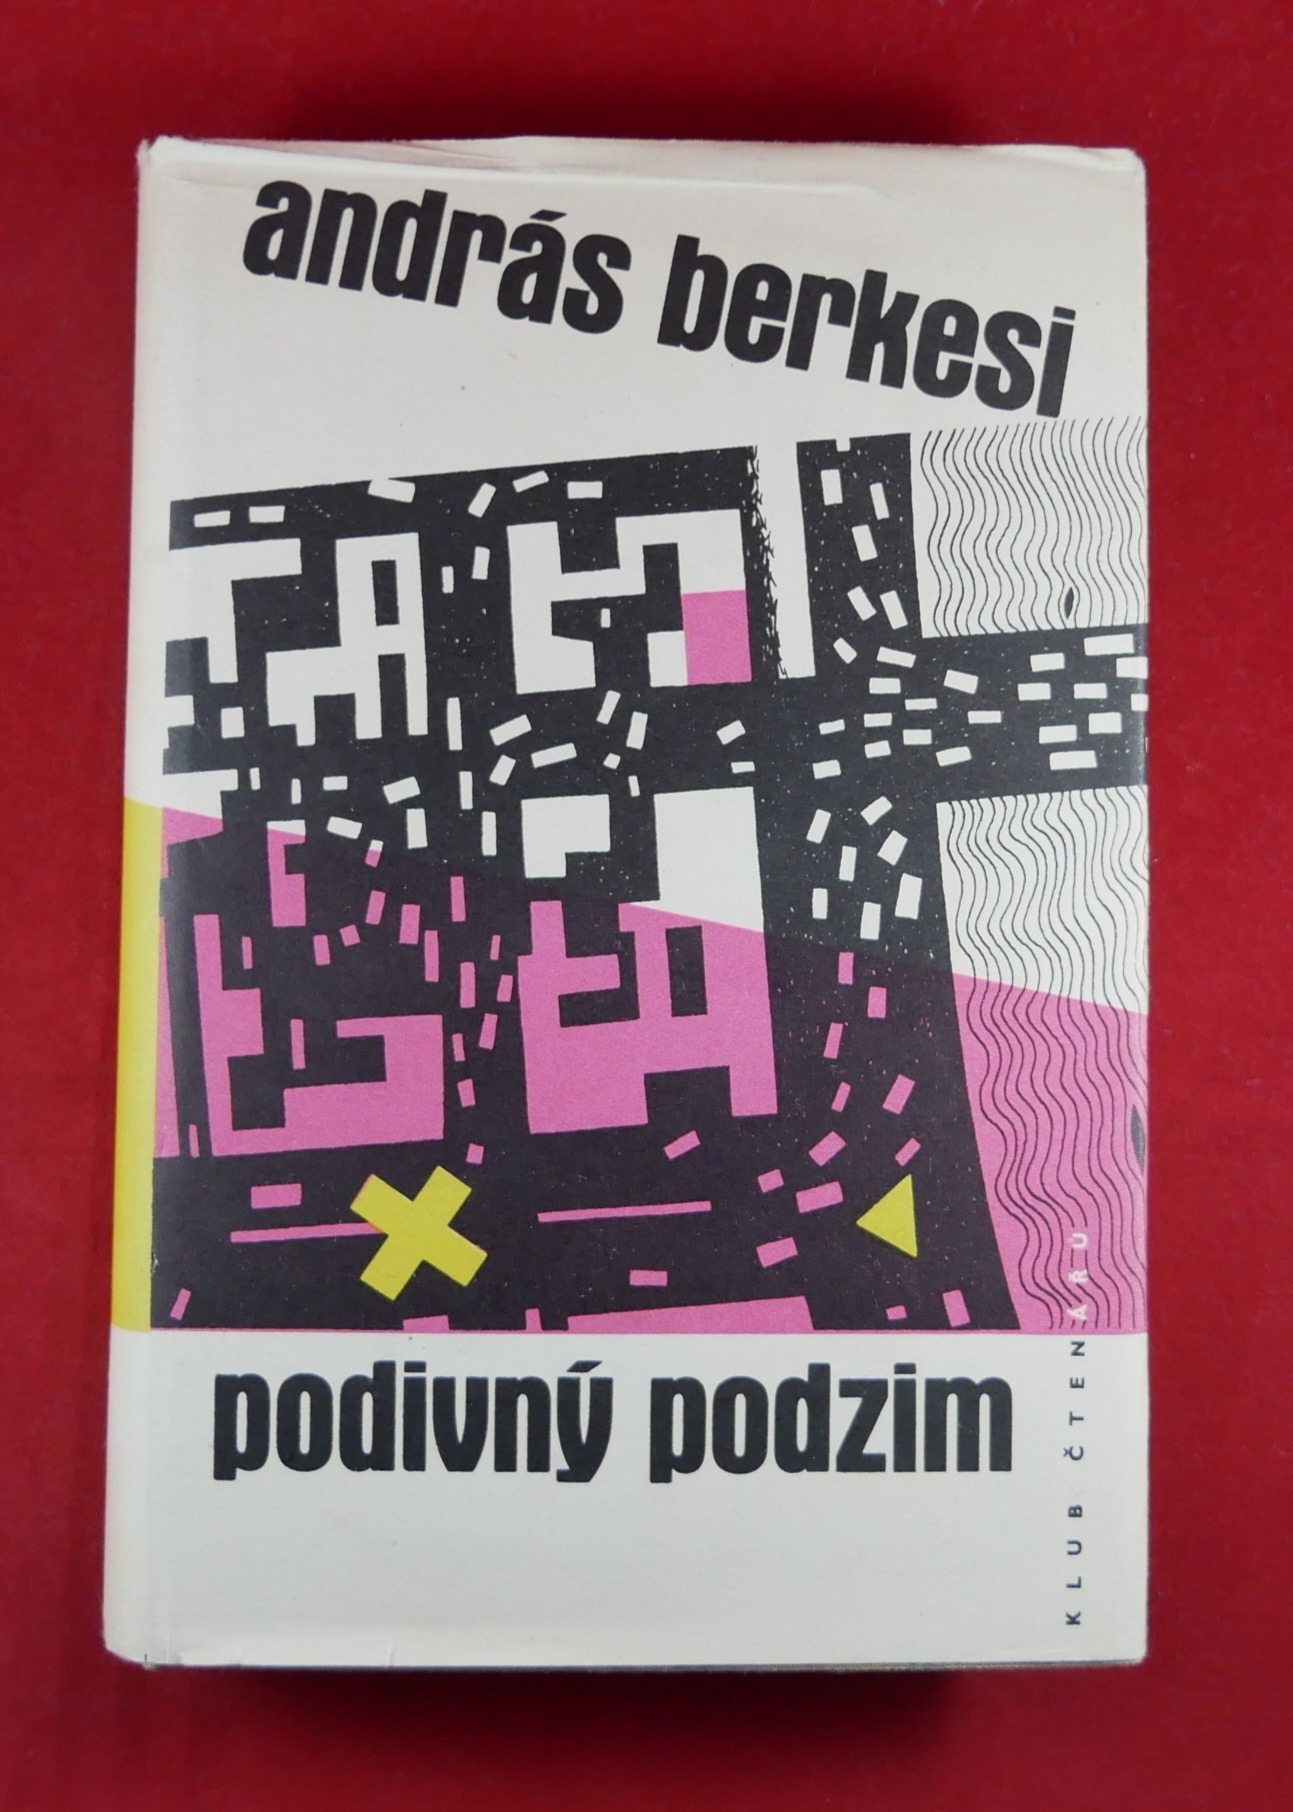 andrás berkesi
podivný podzim
KLUB ČTENÁŘŮ